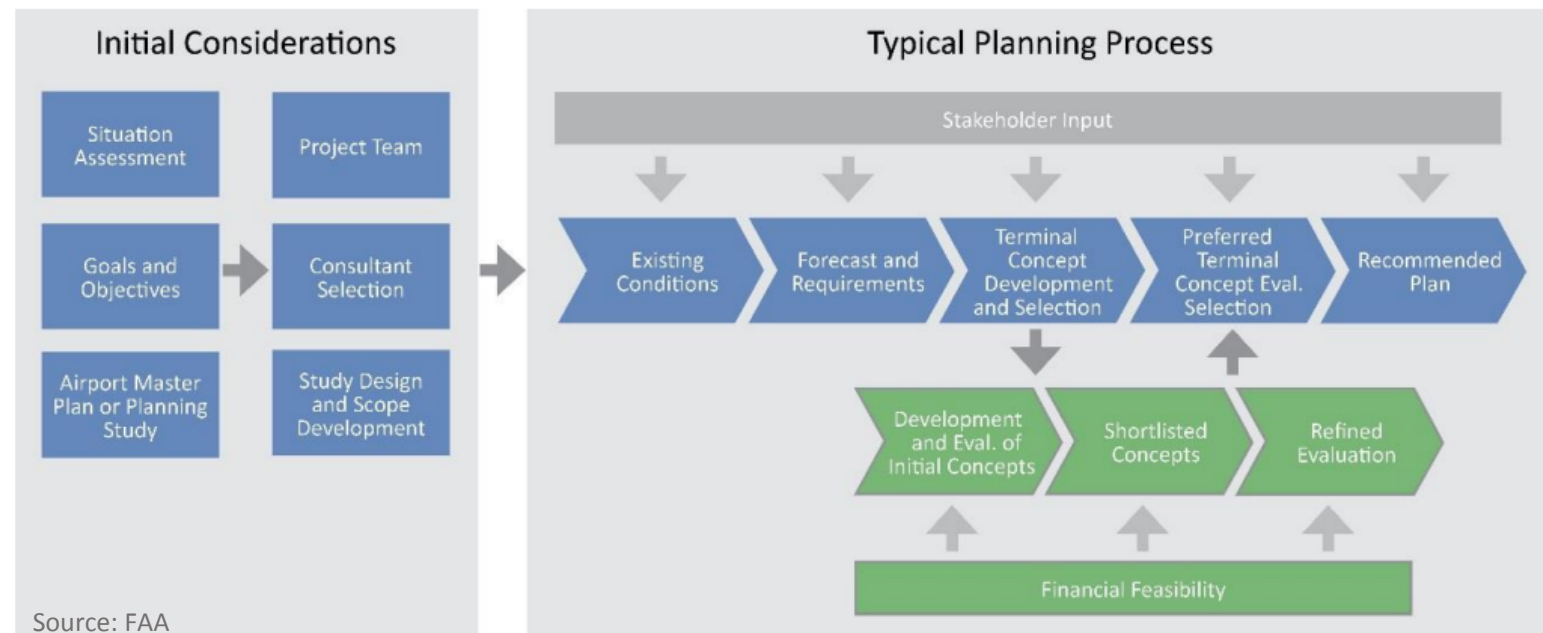 Initial Considerations
Situation
Assessment
Project Team
Goals and
Objectives
Consultant
Selection
Airport Master
Plan or Planning
Study
Study Design
and Scope
Development
Source: FAA
Typical Planning Process
Stakeholder Input
Existing
Conditions
Forecast and
Requirements
Terminal
Concept
Development
and Selection
Preferred
Terminal
Concept Eval.
Selection
Recommended
Plan
Development
and Eval. of
Initial Concepts
Shortlisted
Concepts
Refined
Evaluation
Financial Feasibility